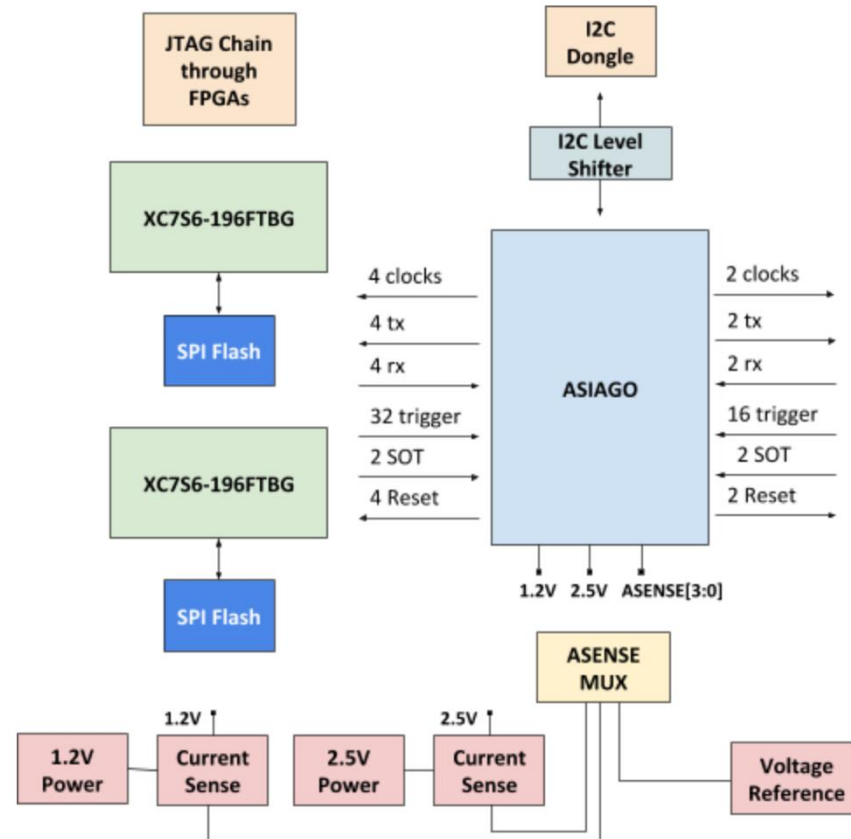 JTAG Chain
through
FPGAs
I2C
Dongle
I2C Level
Shifter
XC7S6-196FTBG
SPI Flash
XC7S6-196FTBG
SPI Flash
4 clocks
4 tx
4 rx
32 trigger
2 SOT
4 Reset
ASIAGO
2 clocks
2 tx
2 rx
16 trigger
2 SOT
2 Reset
1.2V
2.5V
ASENSE[3:0]
ASENSE
MUX
1.2V
2.5V
1.2V
Power
Current
Sense
2.5V
Power
Current
Sense
Voltage
Reference